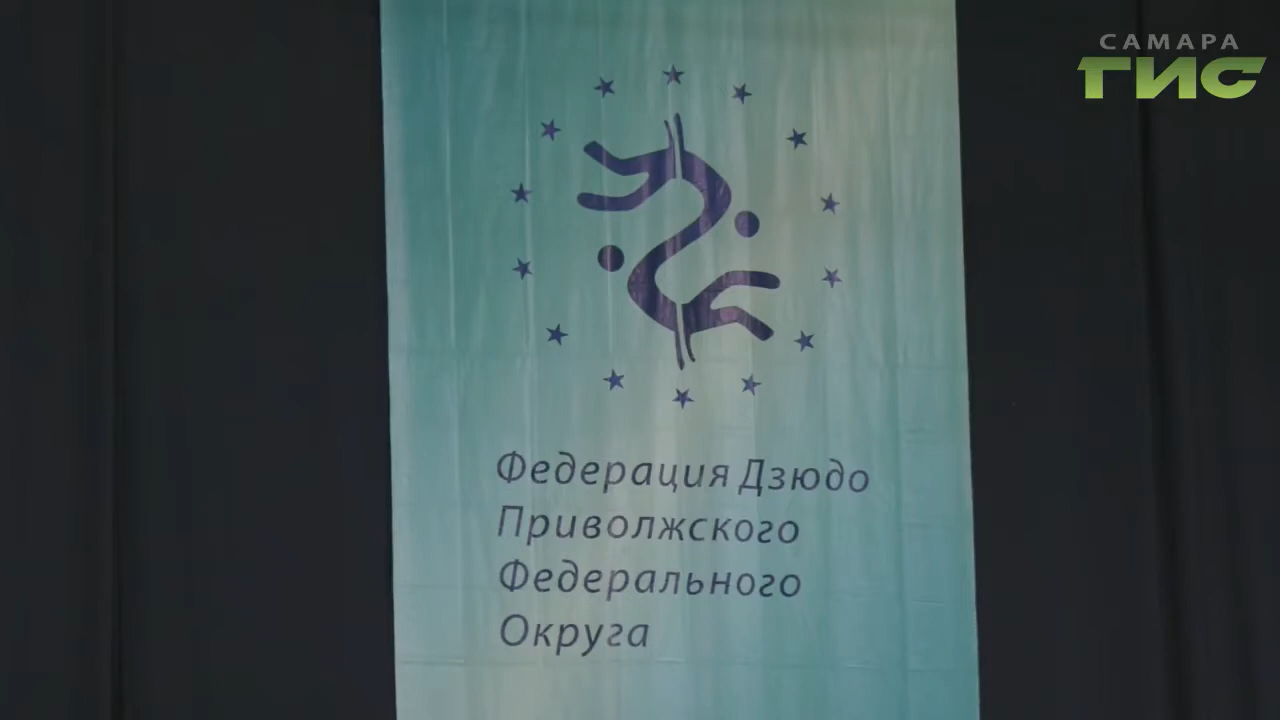 САМАРА
ГИС
Федерация Дзюдо
Приволжского
Федерального
Округа